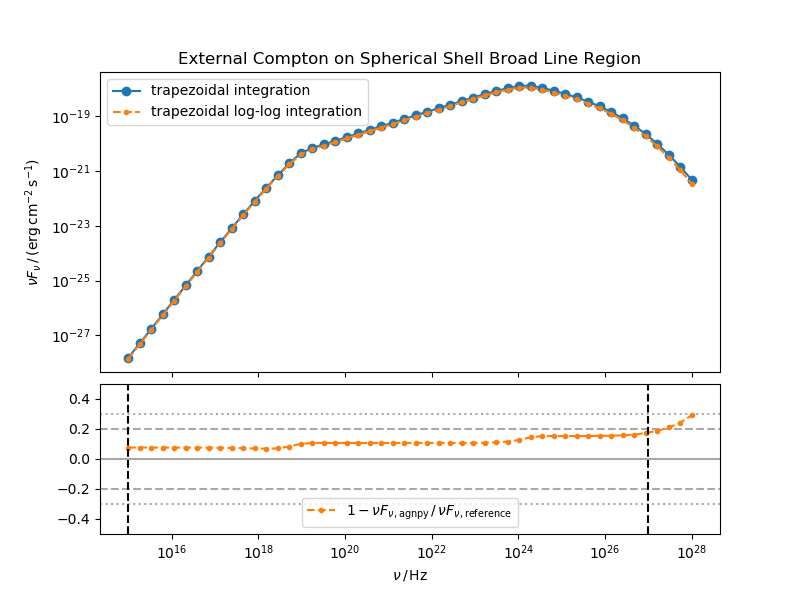 External Compton on Spherical Shell Broad Line Region
trapezoidal integration
trapezoidal log-log integration
νFν / (erg cm⁻² s⁻¹)
10⁻¹⁹
10⁻²¹
10⁻²³
10⁻²⁵
10⁻²⁷
0.4
0.2
0.0
−0.2
−0.4
1 − νFν, agnpy / νFν, reference
10¹⁶ 10¹⁸ 10²⁰ 10²² 10²⁴ 10²⁶ 10²⁸
ν / Hz